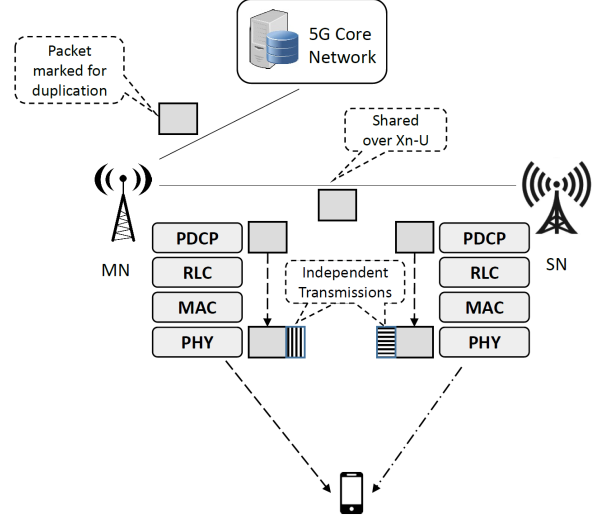 5G Core
Network
Packet
marked for
duplication
Shared
over Xn-U
MN
SN
PDCP
RLC
MAC
PHY
Independent
Transmissions
PDCP
RLC
MAC
PHY